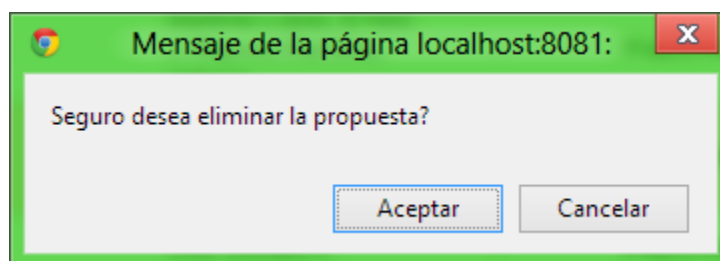 Mensaje de la página localhost:8081:
Seguro desea eliminar la propuesta?
Aceptar Cancelar